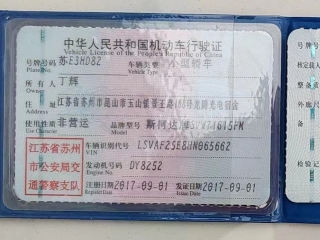 中华人民共和国机动车行驶证
Vehicle License of the People's Republic of China
号牌号码 苏E3HD82 车辆类型 小型轿车
Plate No. Vehicle Type
所有人 丁辉
Owner
住址 江苏省苏州市昆山市玉山镇
使用性质 非营运 品牌型号 斯柯达
Use Character Model
江苏省苏州市公安局交通警察支队
车辆识别代号
VIN
发动机号码 DY8252
Engine No.
注册日期 2017-09-01 发证日期 2017-09-01
Register Date Issue Date